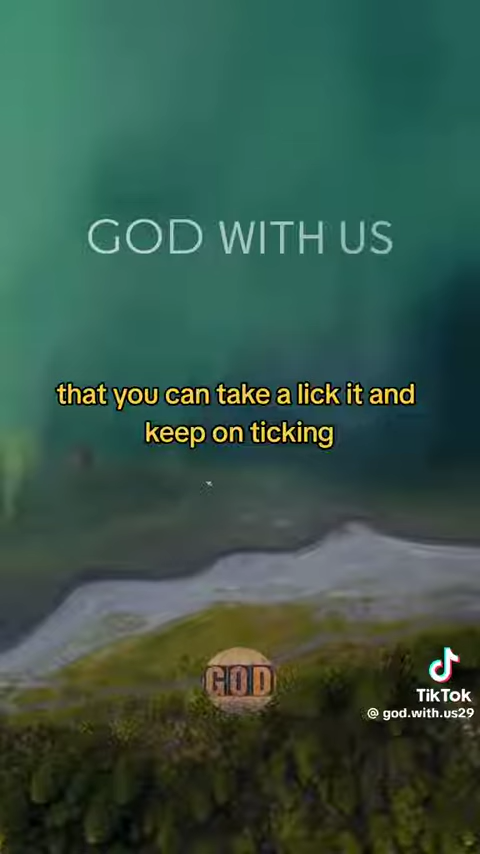 GOD WITH US
that you can take a lick it and
keep on ticking
GOD
TikTok
@ god.with.us29